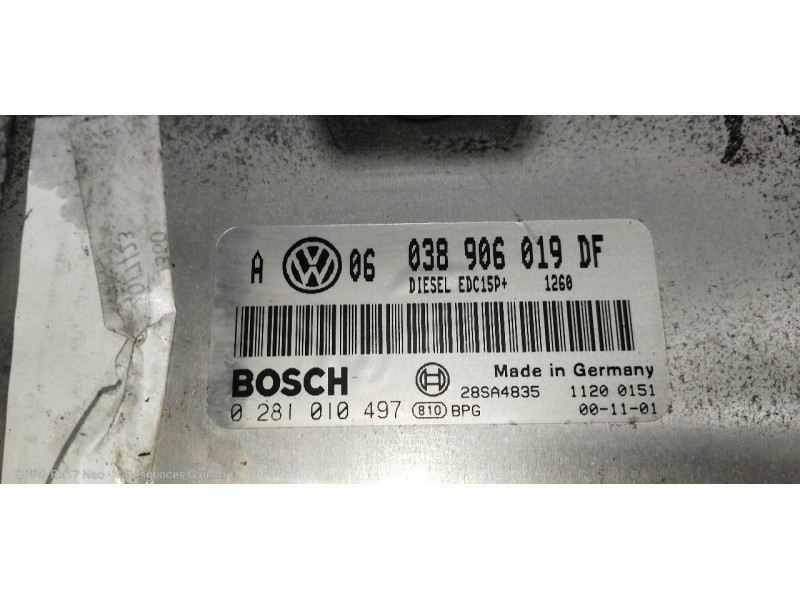 A VW 06 038 906 019 DF
DIESEL EDC15P+ 1260
BOSCH
Made in Germany
28SA4835 1120 0151
0 281 010 497 810 BPG 00-11-01